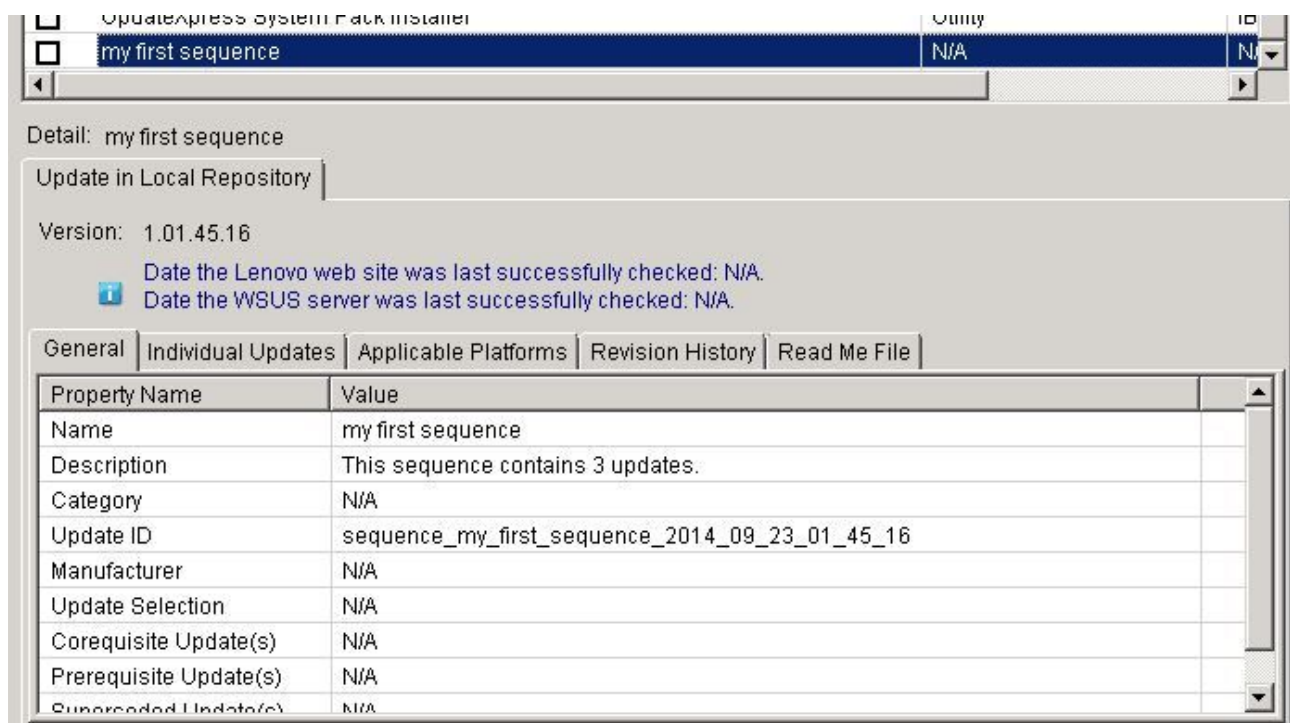 UpdateXpress System Pack Installer Utility IB
my first sequence N/A N/
Detail: my first sequence
Update in Local Repository
Version: 1.01.45.16
Date the Lenovo web site was last successfully checked: N/A.
Date the WSUS server was last successfully checked: N/A.
General Individual Updates Applicable Platforms Revision History Read Me File
Property Name Value
Name my first sequence
Description This sequence contains 3 updates.
Category N/A
Update ID sequence_my_first_sequence_2014_09_23_01_45_16
Manufacturer N/A
Update Selection N/A
Corequisite Update(s) N/A
Prerequisite Update(s) N/A
Superseded Update(s) N/A